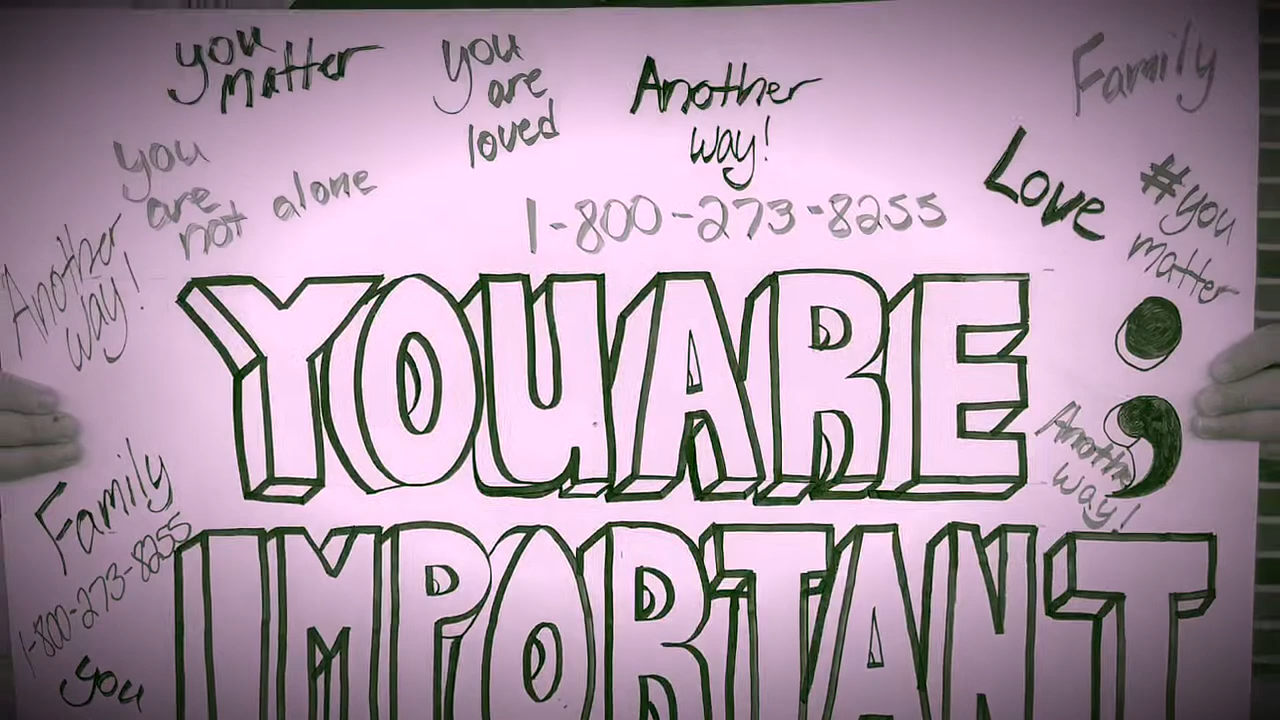 you
matter
you
are
loved
Another
way!
Family
you
are
not alone
Love
#you
matter
1-800-273-8255
Another
way!
YOU ARE ;
Another
way!
Family
1-800-273-8255
IMPORTANT
you